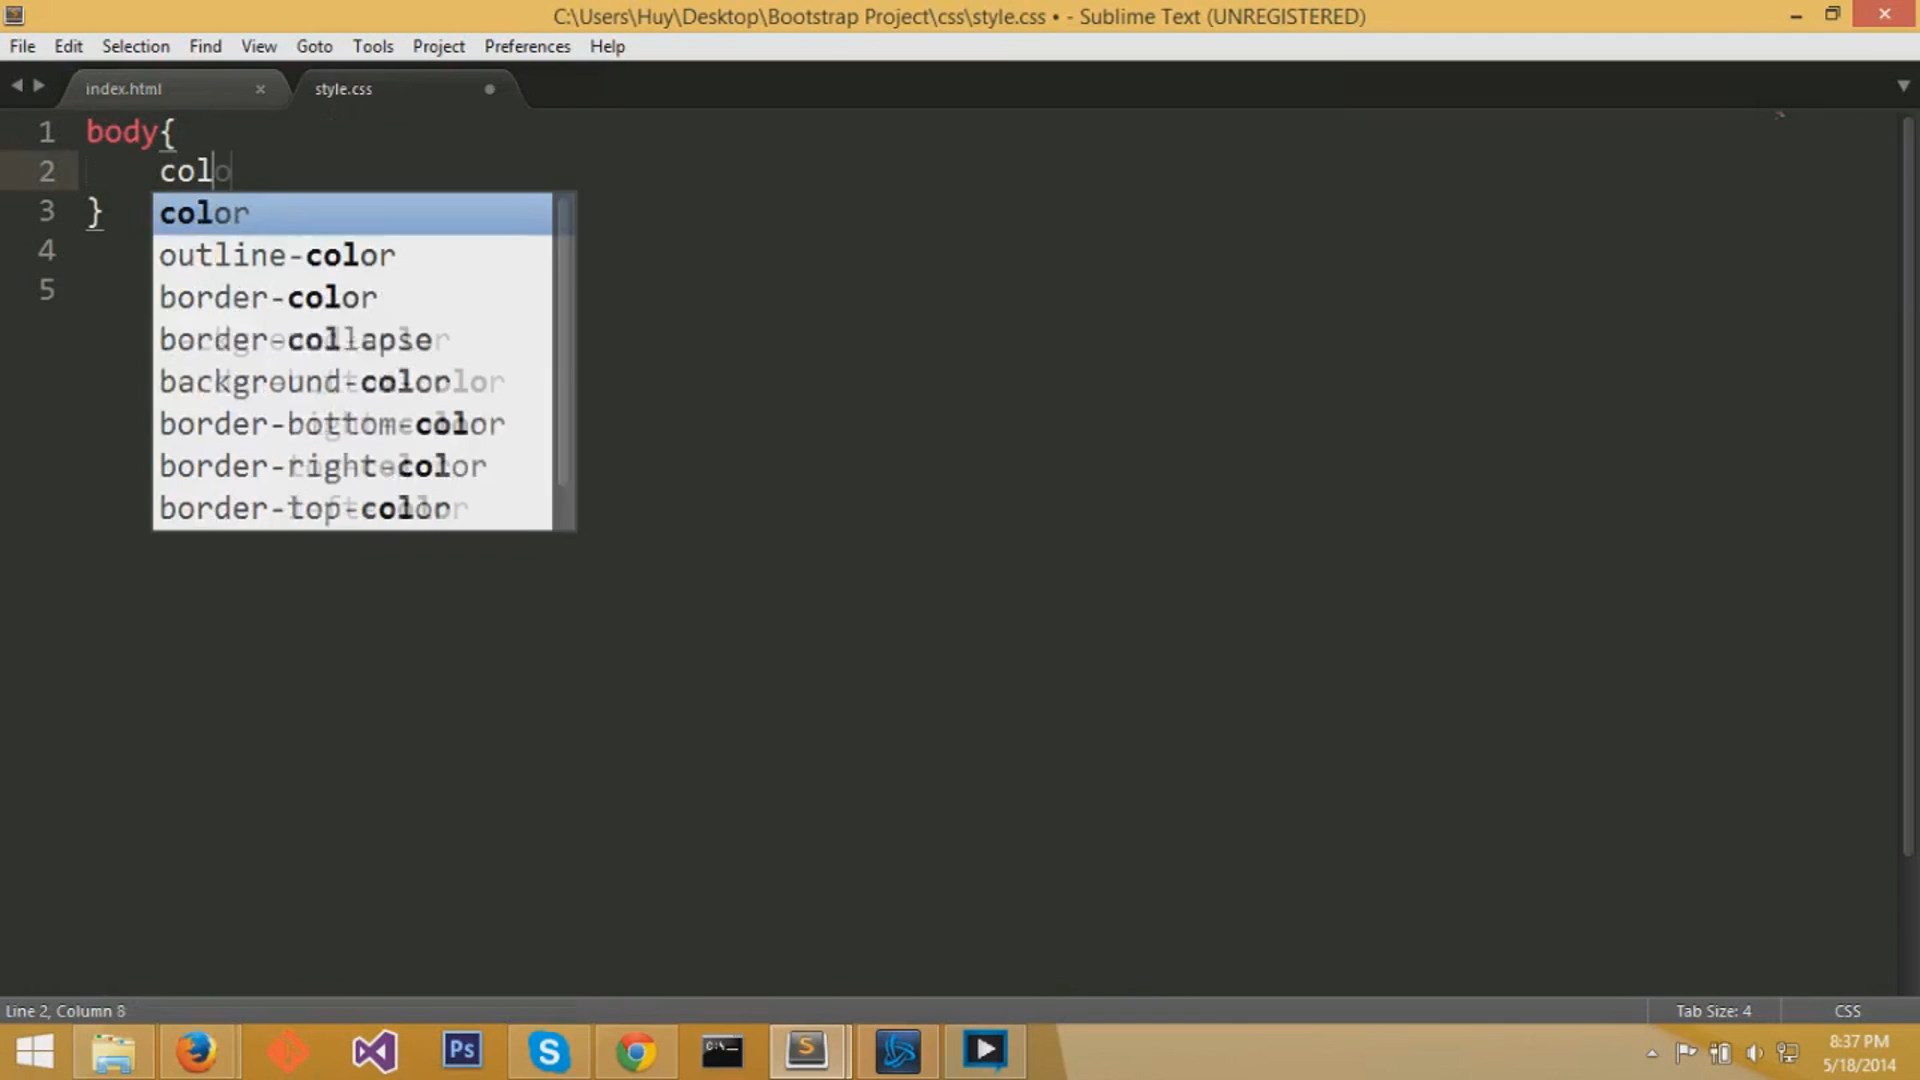 C:\Users\Huy\Desktop\Bootstrap Project\css\style.css • - Sublime Text (UNREGISTERED)
File Edit Selection Find View Goto Tools Project Preferences Help
index.html × style.css
1 body{
2 colo
3 }
4
5
color
outline-color
border-color
border-collapse
background-color
border-bottom-color
border-right-color
border-top-color
Line 2, Column 8 Tab Size: 4 CSS
Ps S C:\_ S
8:37 PM
5/18/2014